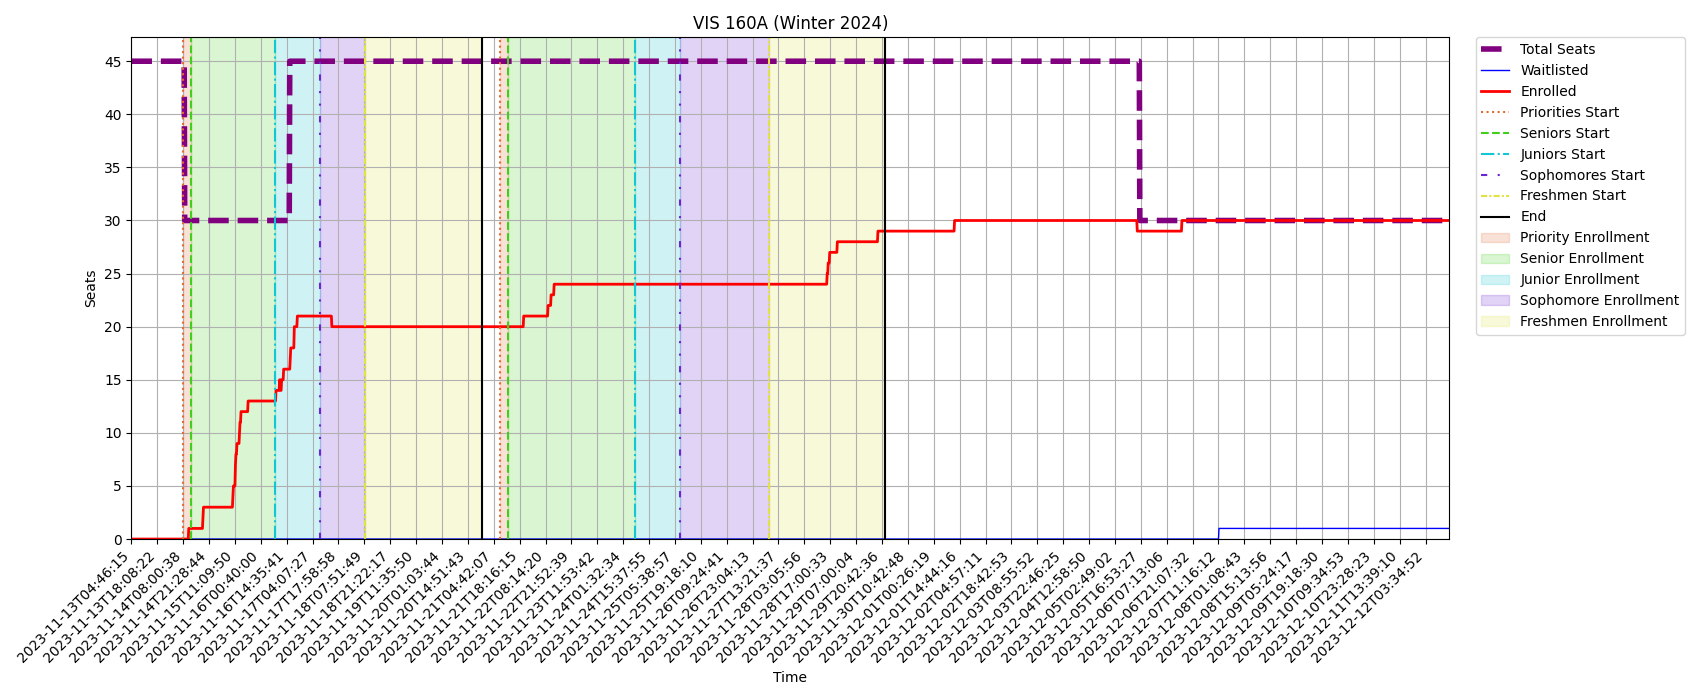 VIS 160A (Winter 2024)
Seats
45
40
35
30
25
20
15
10
5
0
2023-11-13T04:46:15
2023-11-13T18:08:22
2023-11-14T08:00:38
2023-11-14T21:28:44
2023-11-15T11:09:50
2023-11-16T00:40:00
2023-11-16T14:35:41
2023-11-17T04:07:27
2023-11-17T17:58:58
2023-11-18T07:51:49
2023-11-18T21:22:17
2023-11-19T11:35:50
2023-11-20T01:03:44
2023-11-20T14:51:43
2023-11-21T04:42:07
2023-11-21T18:16:15
2023-11-22T08:14:20
2023-11-22T21:52:39
2023-11-23T11:53:42
2023-11-24T01:32:34
2023-11-24T15:37:55
2023-11-25T05:38:57
2023-11-25T19:18:10
2023-11-26T09:24:41
2023-11-26T23:04:13
2023-11-27T13:21:37
2023-11-28T03:05:56
2023-11-28T17:00:33
2023-11-29T07:00:04
2023-11-29T20:42:36
2023-11-30T10:42:48
2023-12-01T00:26:19
2023-12-01T14:44:16
2023-12-02T04:57:11
2023-12-02T18:42:53
2023-12-03T08:55:52
2023-12-03T22:46:25
2023-12-04T12:58:50
2023-12-05T02:49:02
2023-12-05T16:53:27
2023-12-06T07:13:06
2023-12-06T21:07:32
2023-12-07T11:16:12
2023-12-08T01:08:43
2023-12-08T15:13:56
2023-12-09T05:24:17
2023-12-09T19:18:30
2023-12-10T09:34:53
2023-12-10T23:28:23
2023-12-11T13:39:10
2023-12-12T03:34:52
Time
Total Seats
Waitlisted
Enrolled
Priorities Start
Seniors Start
Juniors Start
Sophomores Start
Freshmen Start
End
Priority Enrollment
Senior Enrollment
Junior Enrollment
Sophomore Enrollment
Freshmen Enrollment